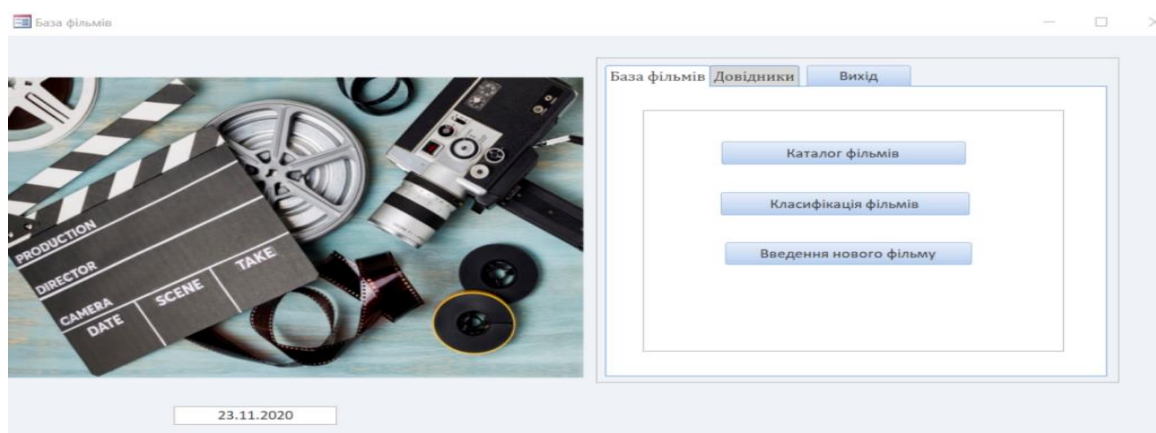 База фільмів
База фільмів Довідники Вихід
Каталог фільмів
Класифікація фільмів
Введення нового фільму
PRODUCTION
DIRECTOR
CAMERA
DATE SCENE TAKE
23.11.2020